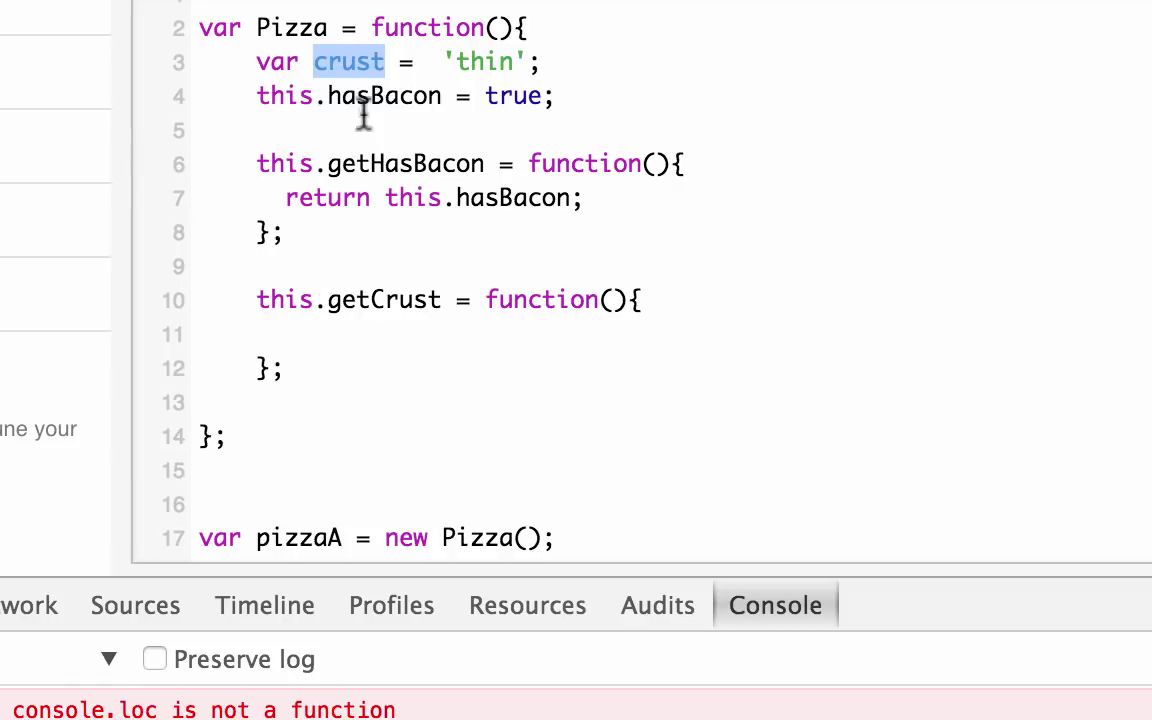 2 var Pizza = function(){
3 var crust =  'thin';
4 this.hasBacon = true;
5
6 this.getHasBacon = function(){
7 return this.hasBacon;
8 };
9
10 this.getCrust = function(){
11
12 };
13
14 };
15
16
17 var pizzaA = new Pizza();
une your
work Sources Timeline Profiles Resources Audits Console
▼ Preserve log
console.loc is not a function